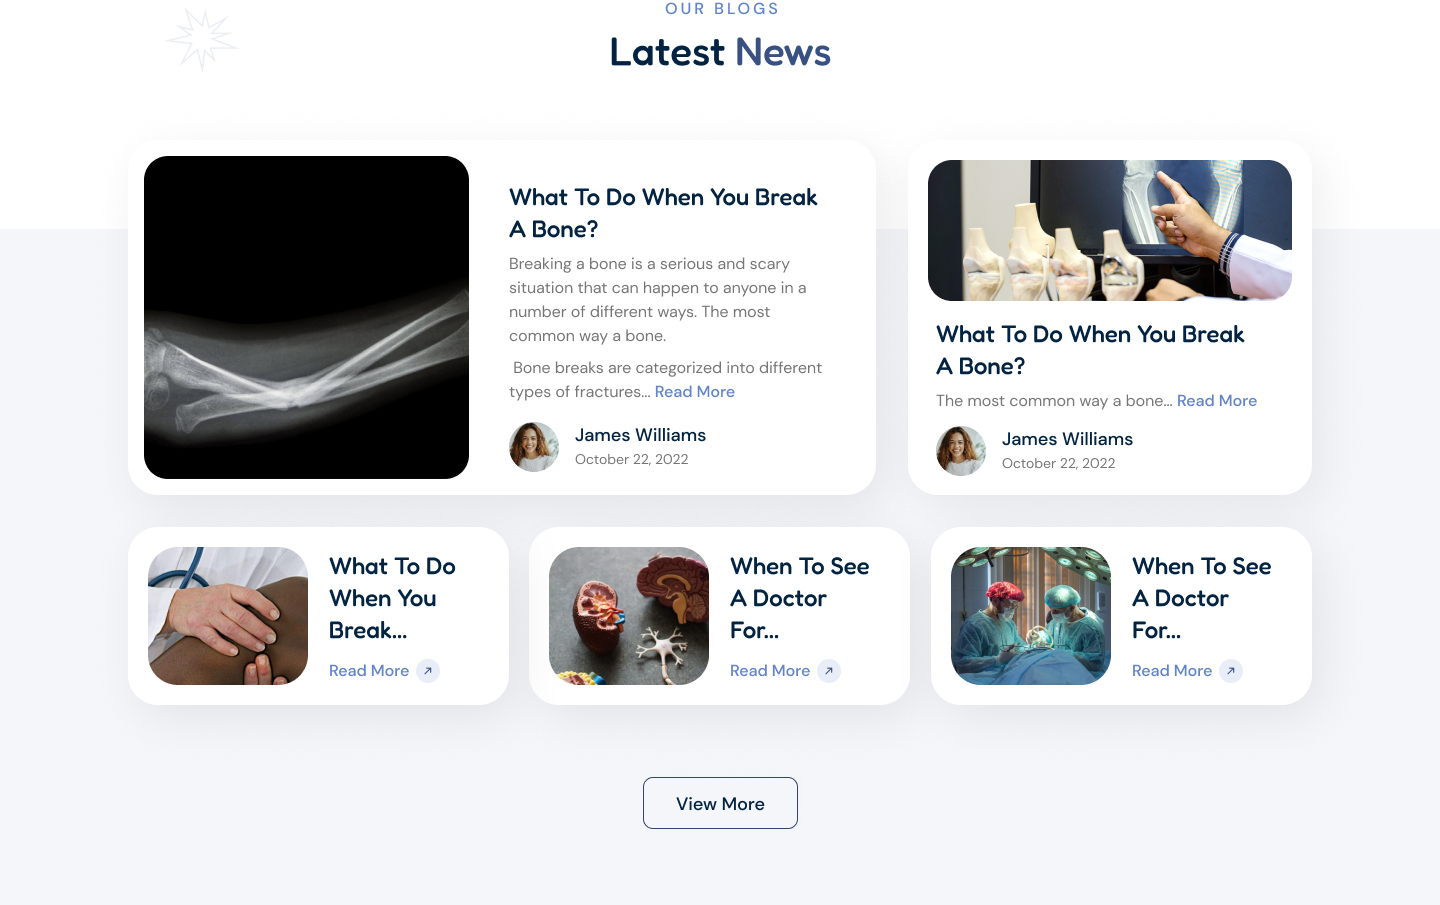 OUR BLOGS
Latest News
What To Do When You Break
A Bone?
Breaking a bone is a serious and scary
situation that can happen to anyone in a
number of different ways. The most
common way a bone.
Bone breaks are categorized into different
types of fractures... Read More
James Williams
October 22, 2022
What To Do When You Break
A Bone?
The most common way a bone... Read More
James Williams
October 22, 2022
What To Do
When You
Break...
Read More
When To See
A Doctor
For...
Read More
When To See
A Doctor
For...
Read More
View More